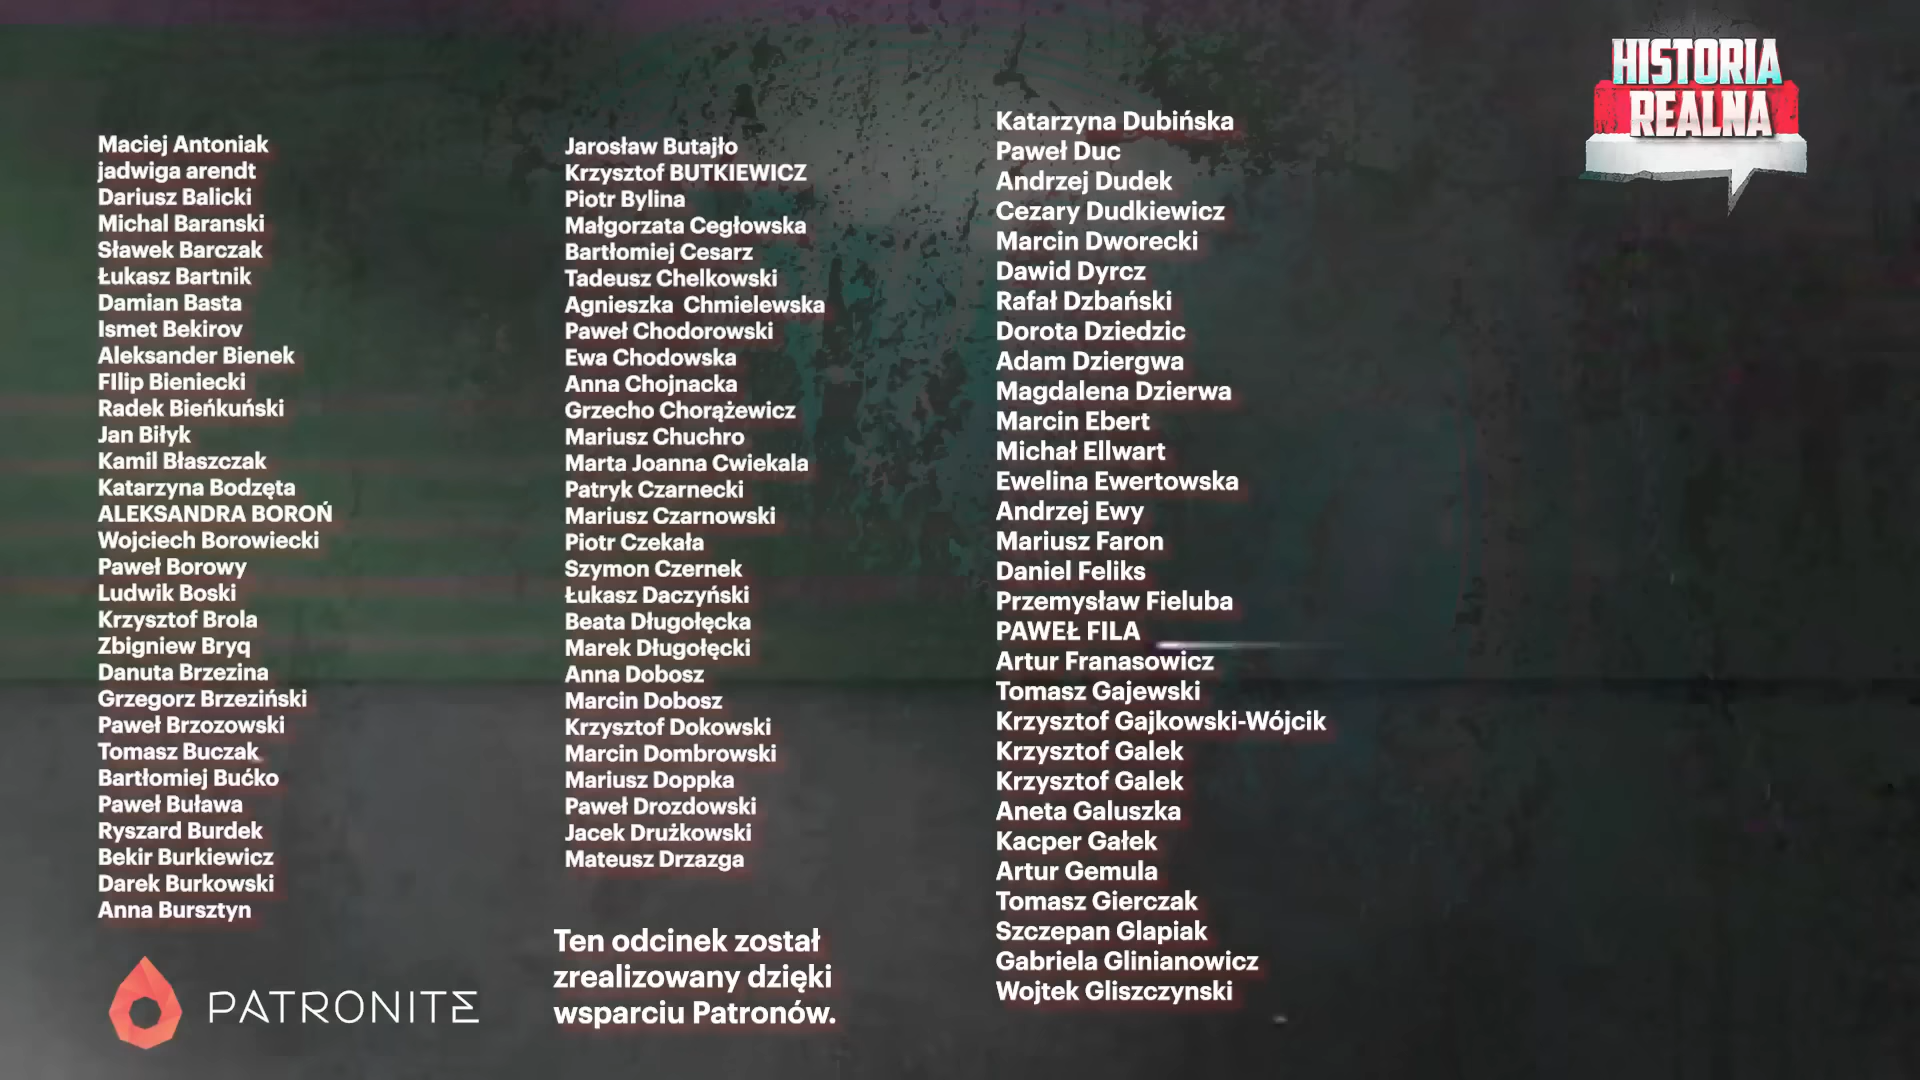 Maciej Antoniak
jadwiga arendt
Dariusz Balicki
Michal Baranski
Sławek Barczak
Łukasz Bartnik
Damian Basta
Ismet Bekirov
Aleksander Bienek
FIlip Bieniecki
Radek Bieńkuński
Jan Biłyk
Kamil Błaszczak
Katarzyna Bodzęta
ALEKSANDRA BOROŃ
Wojciech Borowiecki
Paweł Borowy
Ludwik Boski
Krzysztof Brola
Zbigniew Bryq
Danuta Brzezina
Grzegorz Brzeziński
Paweł Brzozowski
Tomasz Buczak
Bartłomiej Bućko
Paweł Buława
Ryszard Burdek
Bekir Burkiewicz
Darek Burkowski
Anna Bursztyn
PATRONITE
Jarosław Butajło
Krzysztof BUTKIEWICZ
Piotr Bylina
Małgorzata Cegłowska
Bartłomiej Cesarz
Tadeusz Chelkowski
Agnieszka  Chmielewska
Paweł Chodorowski
Ewa Chodowska
Anna Chojnacka
Grzecho Chorążewicz
Mariusz Chuchro
Marta Joanna Cwiekala
Patryk Czarnecki
Mariusz Czarnowski
Piotr Czekała
Szymon Czernek
Łukasz Daczyński
Beata Długołęcka
Marek Długołęcki
Anna Dobosz
Marcin Dobosz
Krzysztof Dokowski
Marcin Dombrowski
Mariusz Doppka
Paweł Drozdowski
Jacek Drużkowski
Mateusz Drzazga
Ten odcinek został
zrealizowany dzięki
wsparciu Patronów.
Katarzyna Dubińska
Paweł Duc
Andrzej Dudek
Cezary Dudkiewicz
Marcin Dworecki
Dawid Dyrcz
Rafał Dzbański
Dorota Dziedzic
Adam Dziergwa
Magdalena Dzierwa
Marcin Ebert
Michał Ellwart
Ewelina Ewertowska
Andrzej Ewy
Mariusz Faron
Daniel Feliks
Przemysław Fieluba
PAWEŁ FILA
Artur Franasowicz
Tomasz Gajewski
Krzysztof Gajkowski-Wójcik
Krzysztof Galek
Krzysztof Galek
Aneta Galuszka
Kacper Gałek
Artur Gemula
Tomasz Gierczak
Szczepan Glapiak
Gabriela Glinianowicz
Wojtek Gliszczynski
HISTORIA
REALNA